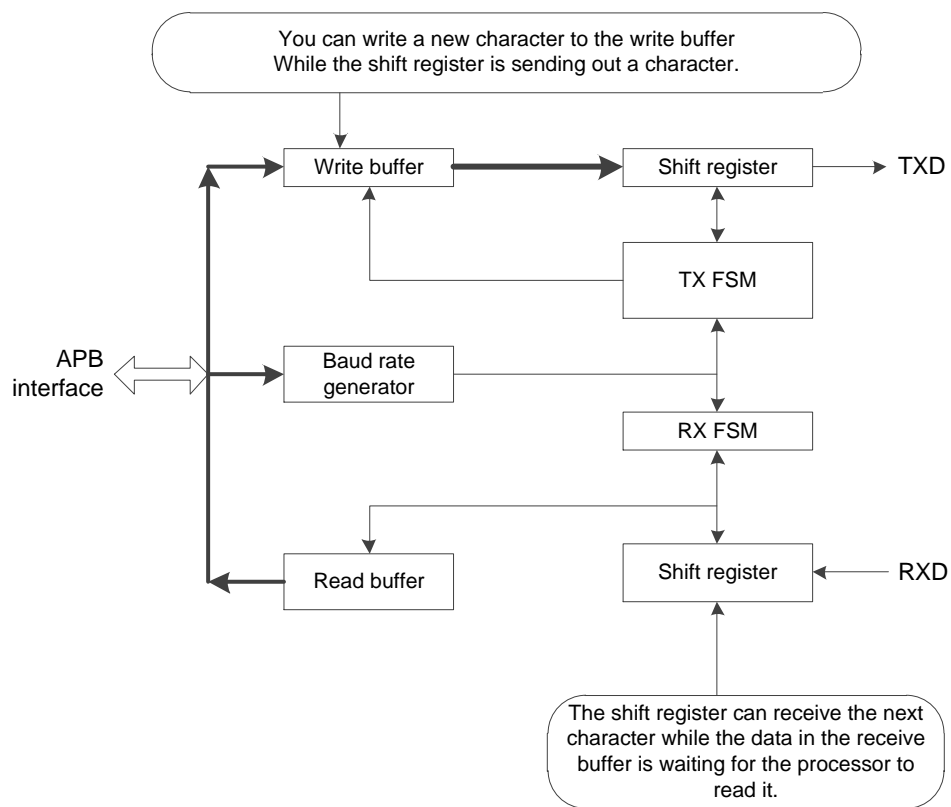 You can write a new character to the write buffer
While the shift register is sending out a character.
Write buffer
Shift register
TXD
TX FSM
APB
interface
Baud rate
generator
RX FSM
Read buffer
Shift register
RXD
The shift register can receive the next
character while the data in the receive
buffer is waiting for the processor to
read it.